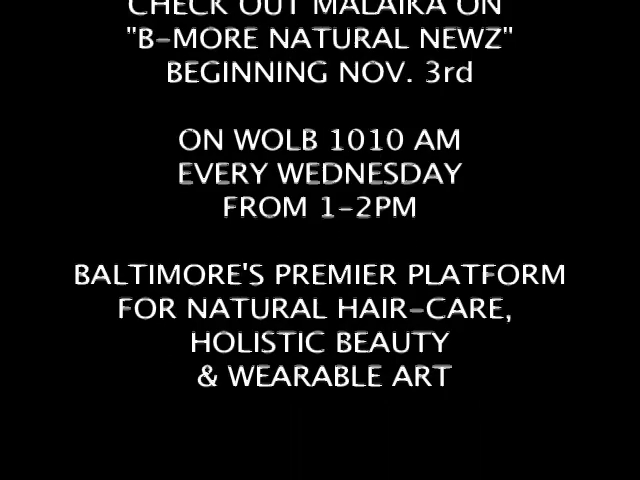 CHECK OUT MALAIKA ON
"B-MORE NATURAL NEWZ"
BEGINNING NOV. 3rd
ON WOLB 1010 AM
EVERY WEDNESDAY
FROM 1-2PM
BALTIMORE'S PREMIER PLATFORM
FOR NATURAL HAIR-CARE,
HOLISTIC BEAUTY
& WEARABLE ART